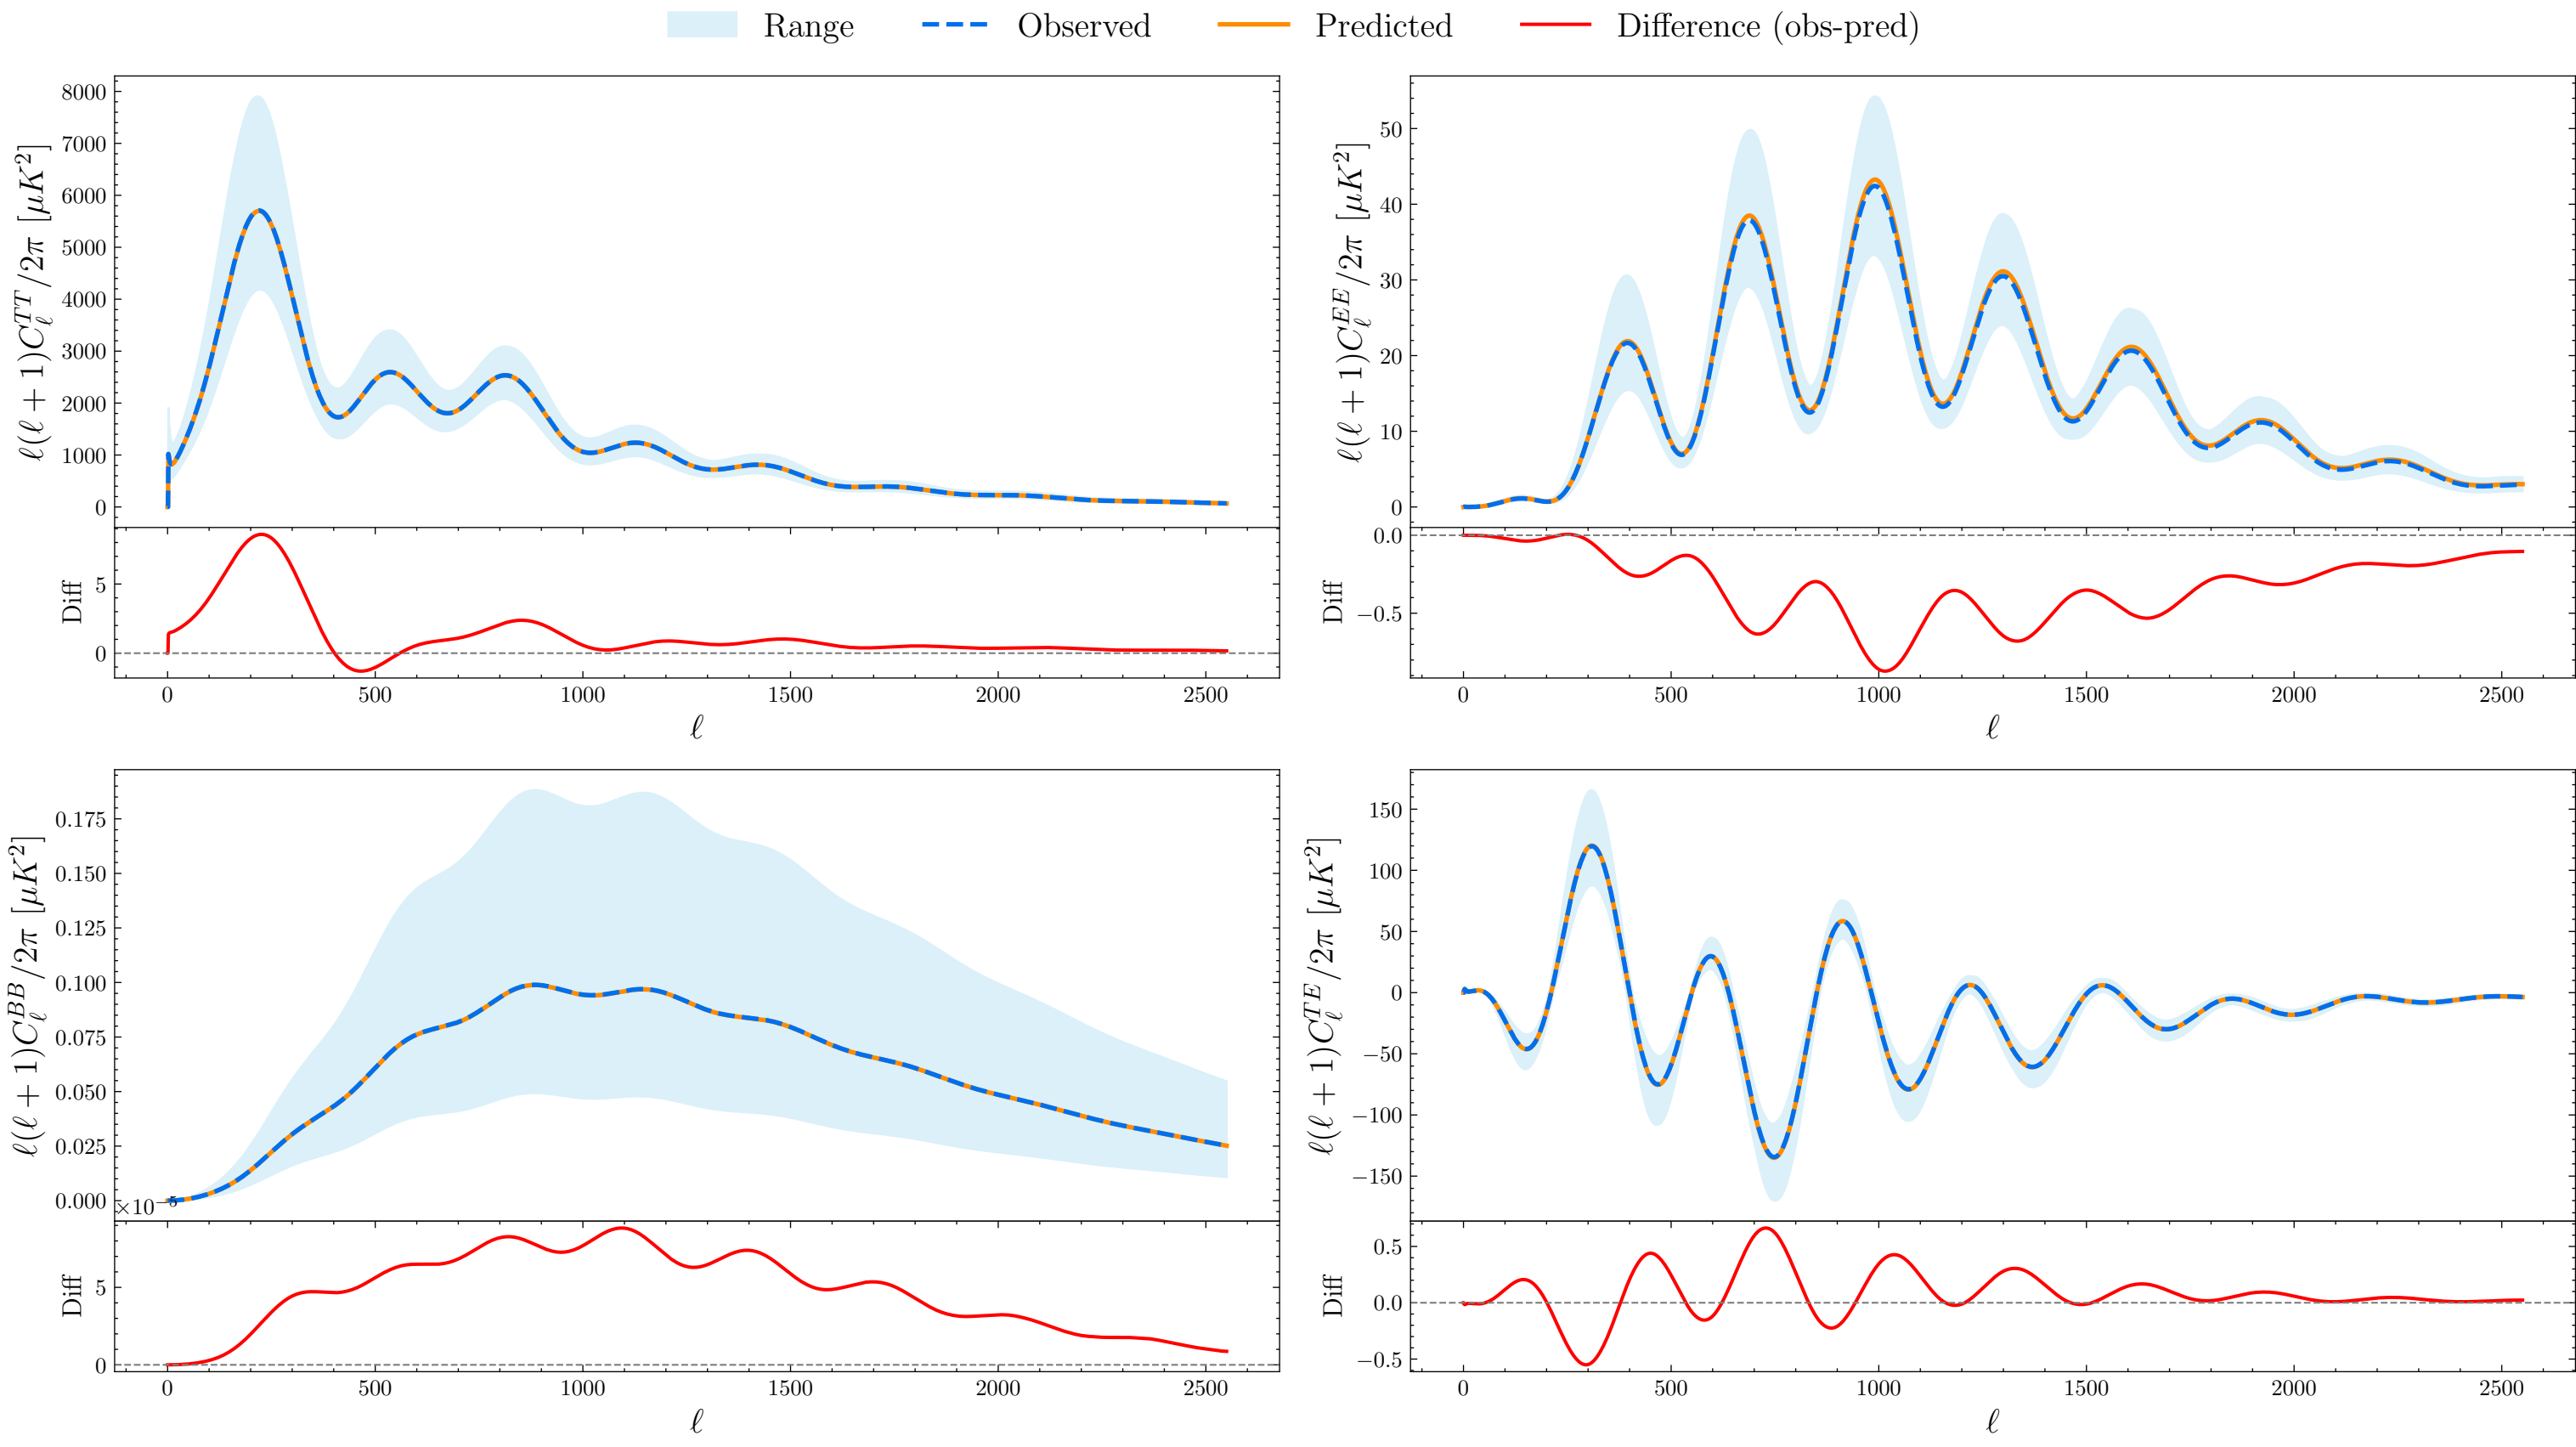 Range Observed Predicted Difference (obs-pred)
ℓ(ℓ + 1)C_ℓ^{TT}/2π [μK²]
8000
7000
6000
5000
4000
3000
2000
1000
0
Diff
5
0
0 500 1000 1500 2000 2500
ℓ
ℓ(ℓ + 1)C_ℓ^{EE}/2π [μK²]
50
40
30
20
10
0
Diff
0.0
−0.5
0 500 1000 1500 2000 2500
ℓ
ℓ(ℓ + 1)C_ℓ^{BB}/2π [μK²]
0.175
0.150
0.125
0.100
0.075
0.050
0.025
0.000
×10⁻⁵
Diff
5
0
0 500 1000 1500 2000 2500
ℓ
ℓ(ℓ + 1)C_ℓ^{TE}/2π [μK²]
150
100
50
0
−50
−100
−150
Diff
0.5
0.0
−0.5
0 500 1000 1500 2000 2500
ℓ